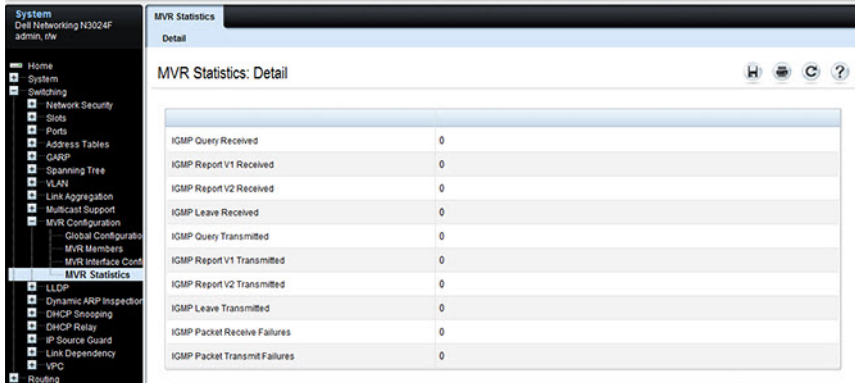 System
Dell Networking N3024F
admin, r/w
Home
System
Switching
Network Security
Slots
Ports
Address Tables
GARP
Spanning Tree
VLAN
Link Aggregation
Multicast Support
MVR Configuration
Global Configuratio
MVR Members
MVR Interface Confi
MVR Statistics
LLDP
Dynamic ARP Inspection
DHCP Snooping
DHCP Relay
IP Source Guard
Link Dependency
VPC
Routing
MVR Statistics
Detail
MVR Statistics: Detail
H C ?
IGMP Query Received 0
IGMP Report V1 Received 0
IGMP Report V2 Received 0
IGMP Leave Received 0
IGMP Query Transmitted 0
IGMP Report V1 Transmitted 0
IGMP Report V2 Transmitted 0
IGMP Leave Transmitted 0
IGMP Packet Receive Failures 0
IGMP Packet Transmit Failures 0